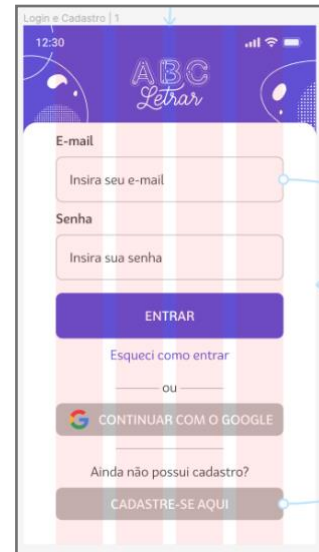 Login e Cadastro | 1
12:30
ABC
Letrar
E-mail
Insira seu e-mail
Senha
Insira sua senha
ENTRAR
Esqueci como entrar
ou
CONTINUAR COM O GOOGLE
Ainda não possui cadastro?
CADASTRE-SE AQUI